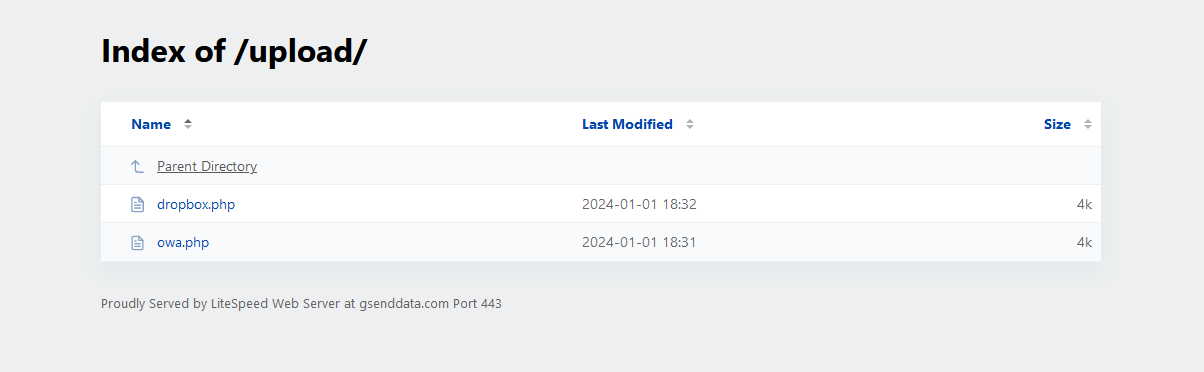 Index of /upload/
Name Last Modified Size
Parent Directory
dropbox.php 2024-01-01 18:32 4k
owa.php 2024-01-01 18:31 4k
Proudly Served by LiteSpeed Web Server at gsenddata.com Port 443